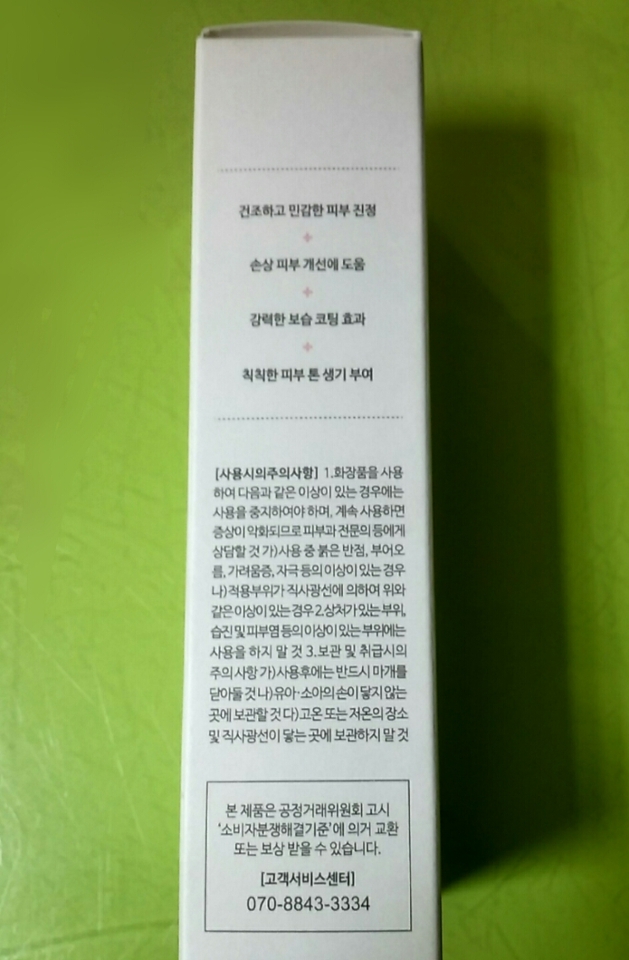 건조하고 민감한 피부 진정
+
손상 피부 개선에 도움
+
강력한 보습 코팅 효과
+
칙칙한 피부 톤 생기 부여
[사용시의주의사항] 1.화장품을 사용
하여 다음과 같은 이상이 있는 경우에는
사용을 중지하여야 하며, 계속 사용하면
증상이 악화되므로 피부과 전문의 등에게
상담할 것 가)사용 중 붉은 반점, 부어오
름, 가려움증, 자극 등의 이상이 있는 경우
나)적용부위가 직사광선에 의하여 위와
같은 이상이 있는 경우 2.상처가 있는 부위,
습진 및 피부염 등의 이상이 있는 부위에는
사용을 하지 말 것 3.보관 및 취급시의
주의 사항 가)사용후에는 반드시 마개를
닫아둘 것 나)유아·소아의 손이 닿지 않는
곳에 보관할 것 다)고온 또는 저온의 장소
및 직사광선이 닿는 곳에 보관하지 말 것
본 제품은 공정거래위원회 고시
'소비자분쟁해결기준'에 의거 교환
또는 보상 받을 수 있습니다.
[고객서비스센터]
070-8843-3334